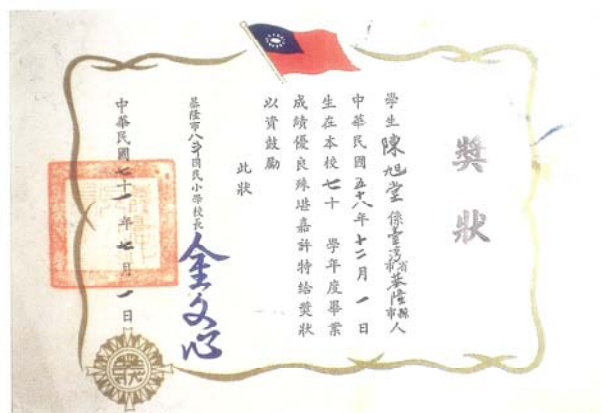 獎狀
學生陳旭堂係臺灣省市基隆縣市人
中華民國五十八年十二月一日
生在本校七十 學年度畢業
成績優良殊堪嘉許特給獎狀
以資鼓勵
此狀
基隆市八斗國民小學校長
金文心
中華民國七十一年七月一日